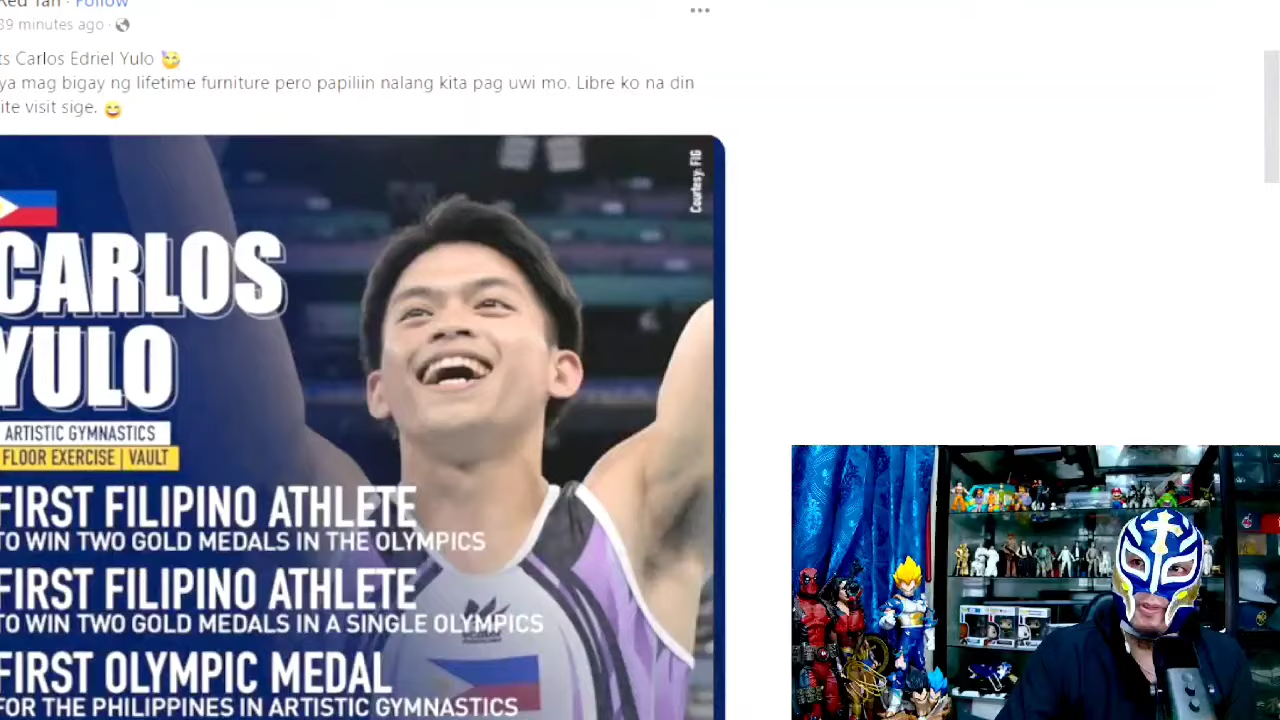 Red Tan · Follow
39 minutes ago ·
ts Carlos Edriel Yulo
ya mag bigay ng lifetime furniture pero papiliin nalang kita pag uwi mo. Libre ko na din
ite visit sige.
Courtesy: FIG
CARLOS
YULO
ARTISTIC GYMNASTICS
FLOOR EXERCISE | VAULT
FIRST FILIPINO ATHLETE
TO WIN TWO GOLD MEDALS IN THE OLYMPICS
FIRST FILIPINO ATHLETE
TO WIN TWO GOLD MEDALS IN A SINGLE OLYMPICS
FIRST OLYMPIC MEDAL
FOR THE PHILIPPINES IN ARTISTIC GYMNASTICS